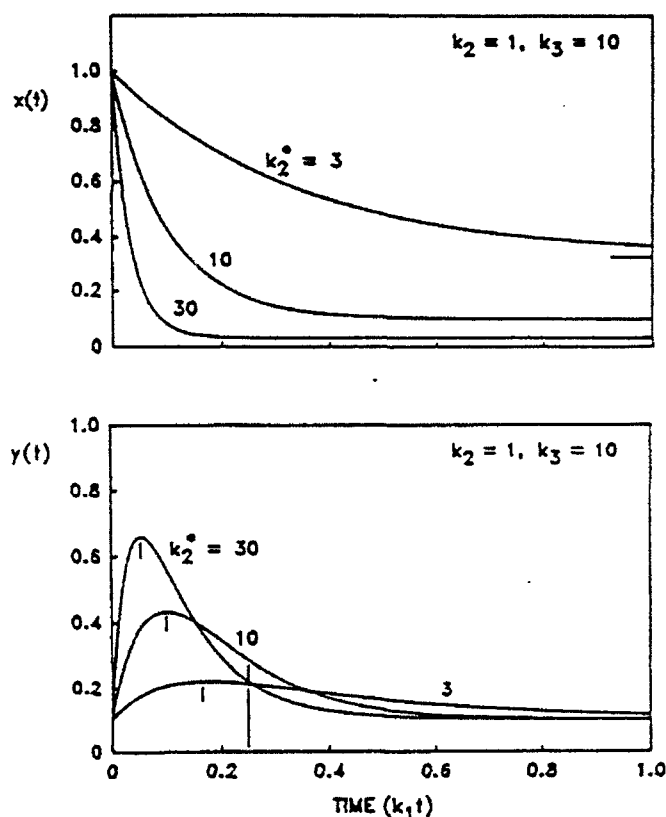 k₂ = 1, k₃ = 10
x(t)
1.0
0.8
0.6
0.4
0.2
0
k₂* = 3
10
30
k₂ = 1, k₃ = 10
y(t)
1.0
0.8
0.6
0.4
0.2
0
k₂* = 30
10
3
0 0.2 0.4 0.6 0.8 1.0
TIME (k₁t)